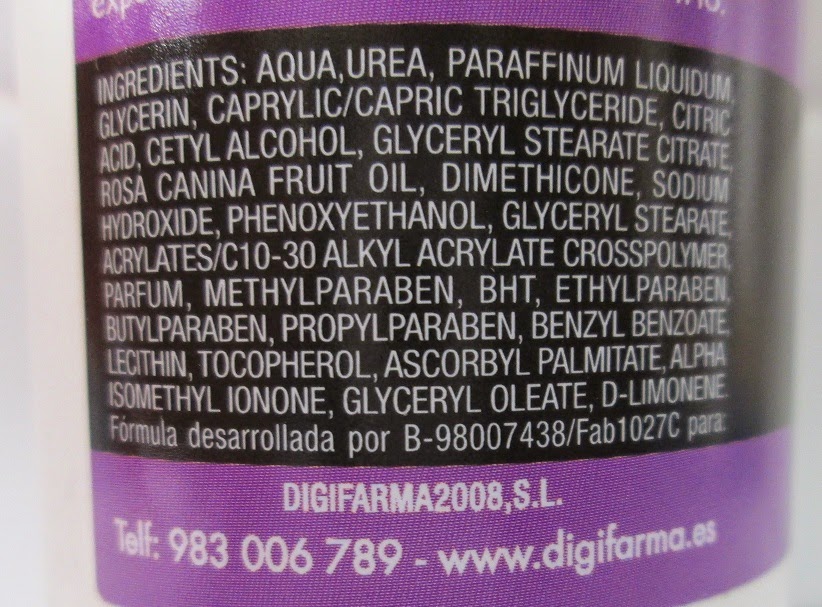 INGREDIENTS: AQUA,UREA, PARAFFINUM LIQUIDUM,
GLYCERIN, CAPRYLIC/CAPRIC TRIGLYCERIDE, CITRIC
ACID, CETYL ALCOHOL, GLYCERYL STEARATE CITRATE,
ROSA CANINA FRUIT OIL, DIMETHICONE, SODIUM
HYDROXIDE, PHENOXYETHANOL, GLYCERYL STEARATE,
ACRYLATES/C10-30 ALKYL ACRYLATE CROSSPOLYMER,
PARFUM, METHYLPARABEN, BHT, ETHYLPARABEN,
BUTYLPARABEN, PROPYLPARABEN, BENZYL BENZOATE,
LECITHIN, TOCOPHEROL, ASCORBYL PALMITATE, ALPHA
ISOMETHYL IONONE, GLYCERYL OLEATE, D-LIMONENE.
Fórmula desarrollada por B-98007438/Fab1027C para:
DIGIFARMA2008,S.L.
Telf: 983 006 789 - www.digifarma.es